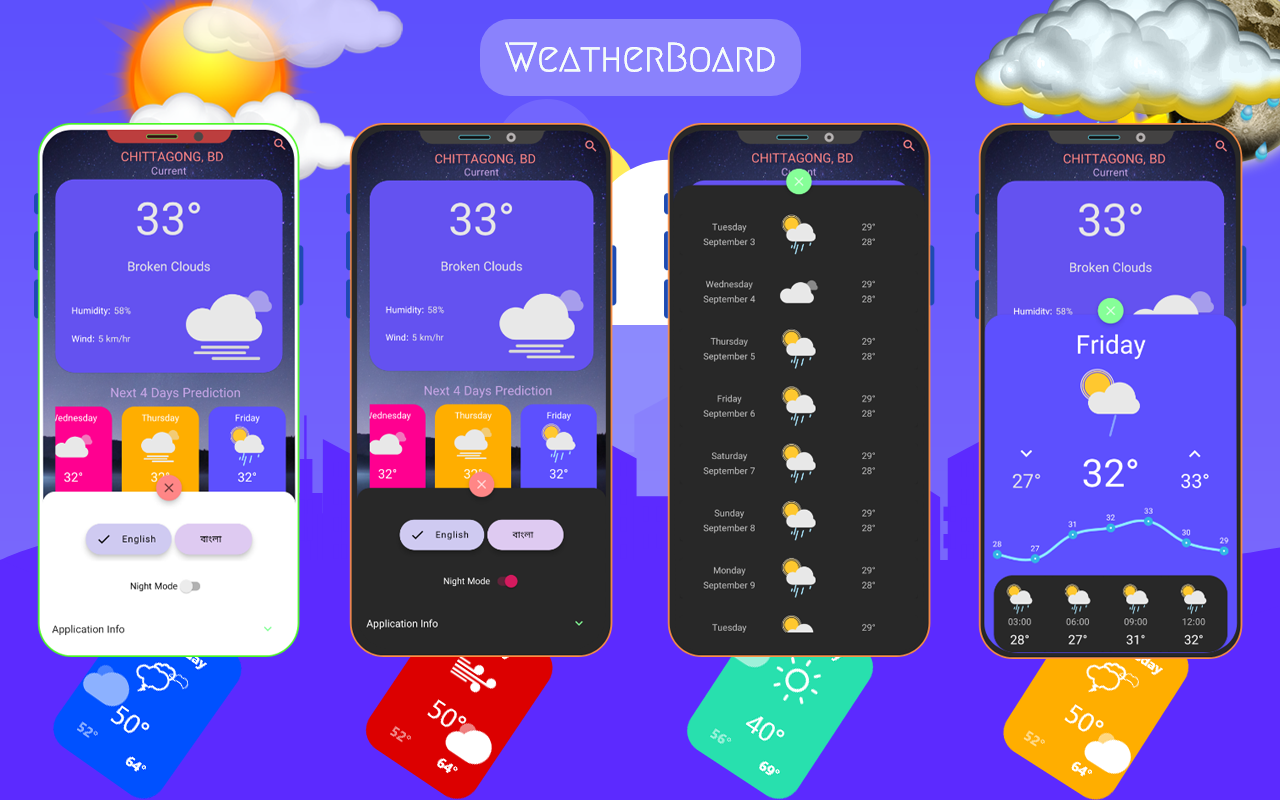 WEATHERBOARD
CHITTAGONG, BD
Current
33°
Broken Clouds
Humidity: 58%
Wind: 5 km/hr
Next 4 Days Prediction
Thursday
Friday
32°
32°
English
বাংলা
Night Mode
Application Info
CHITTAGONG, BD
Current
33°
Broken Clouds
Humidity: 58%
Wind: 5 km/hr
Next 4 Days Prediction
Thursday
Friday
32°
32°
English
বাংলা
Night Mode
Application Info
CHITTAGONG, BD
Tuesday
September 3
29°
28°
Wednesday
September 4
29°
28°
Thursday
September 5
29°
28°
Friday
September 6
29°
28°
Saturday
September 7
29°
28°
Sunday
September 8
29°
28°
Monday
September 9
29°
28°
Tuesday
29°
CHITTAGONG, BD
Current
33°
Broken Clouds
Humidity: 58%
Friday
27°
32°
33°
28 27 31 32 33 30 29
03:00 06:00 09:00 12:00
28° 27° 31° 32°
50°
52°
64°
50°
52°
64°
40°
56°
69°
50°
52°
64°